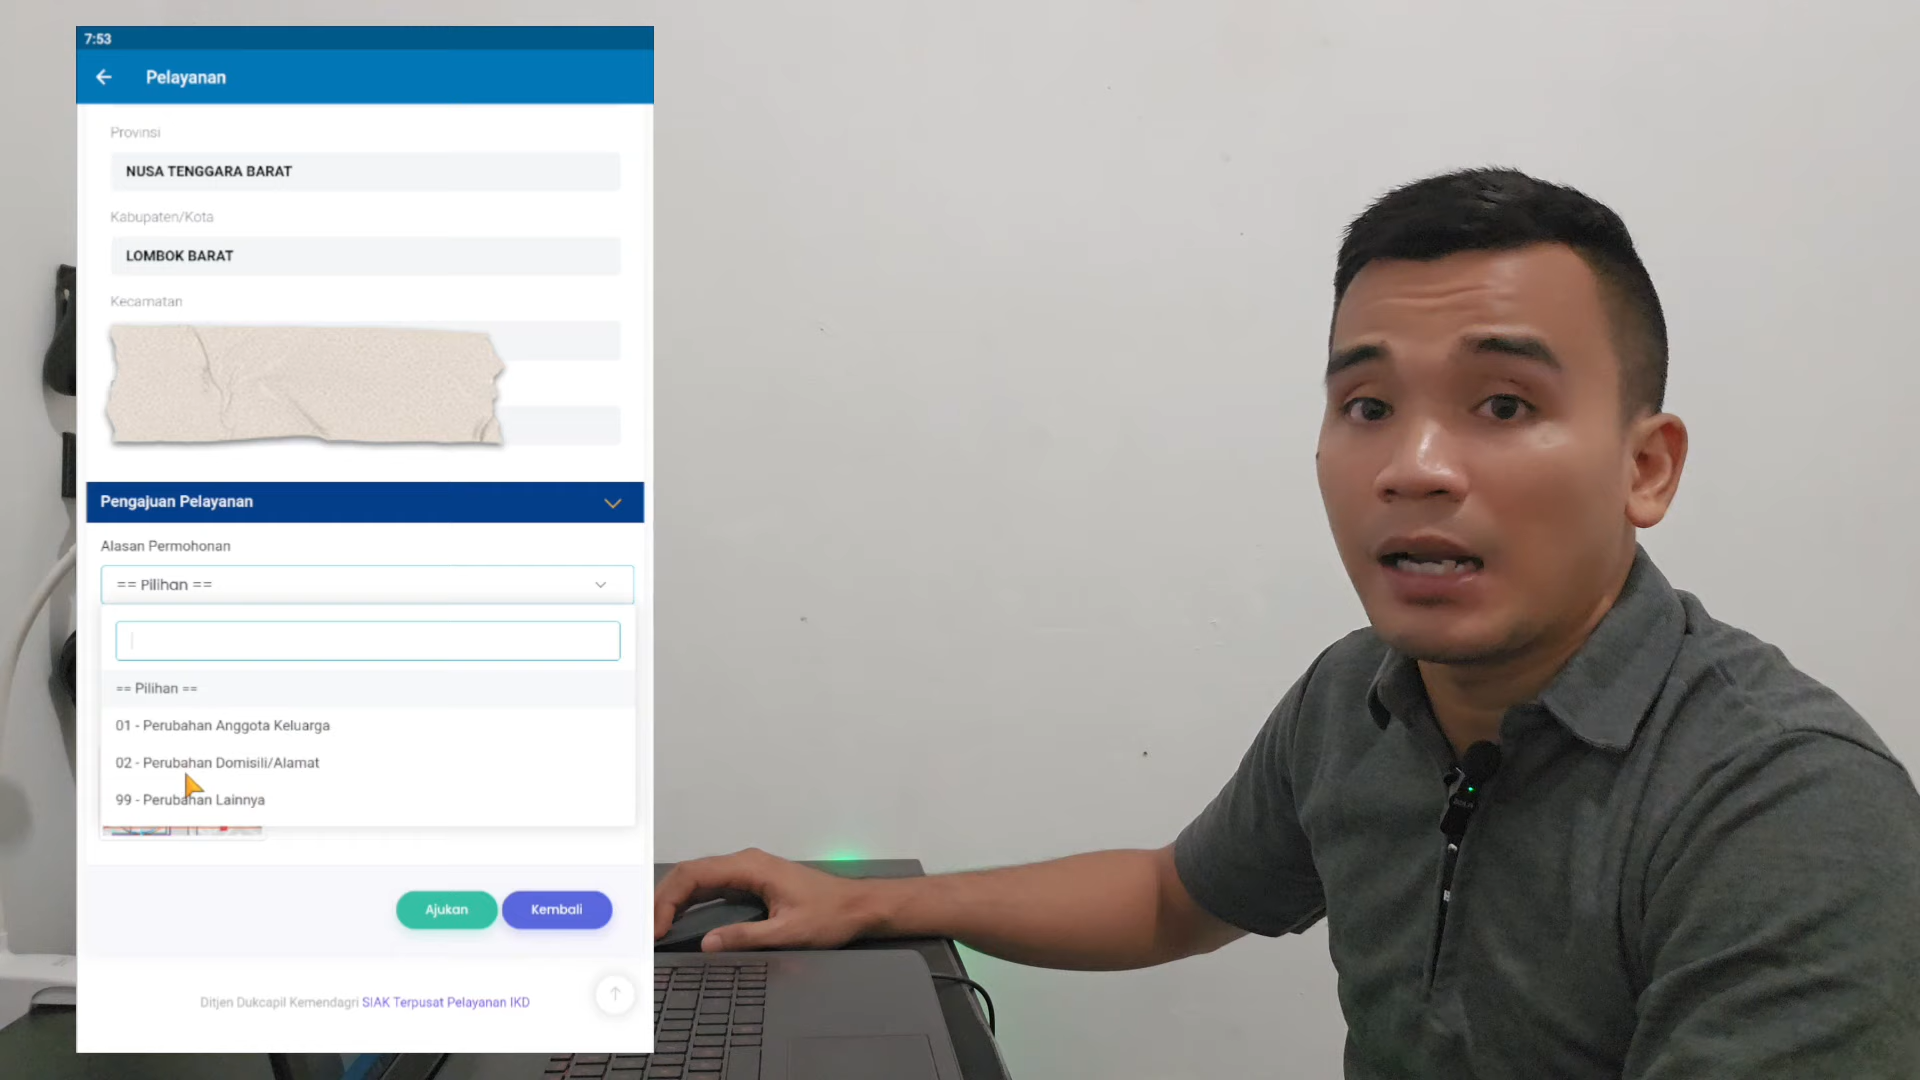 7:53
Pelayanan
Provinsi
NUSA TENGGARA BARAT
Kabupaten/Kota
LOMBOK BARAT
Kecamatan
Pengajuan Pelayanan
Alasan Permohonan
== Pilihan ==
== Pilihan ==
01 - Perubahan Anggota Keluarga
02 - Perubahan Domisili/Alamat
99 - Perubahan Lainnya
Ajukan
Kembali
Ditjen Dukcapil Kemendagri SIAK Terpusat Pelayanan IKD